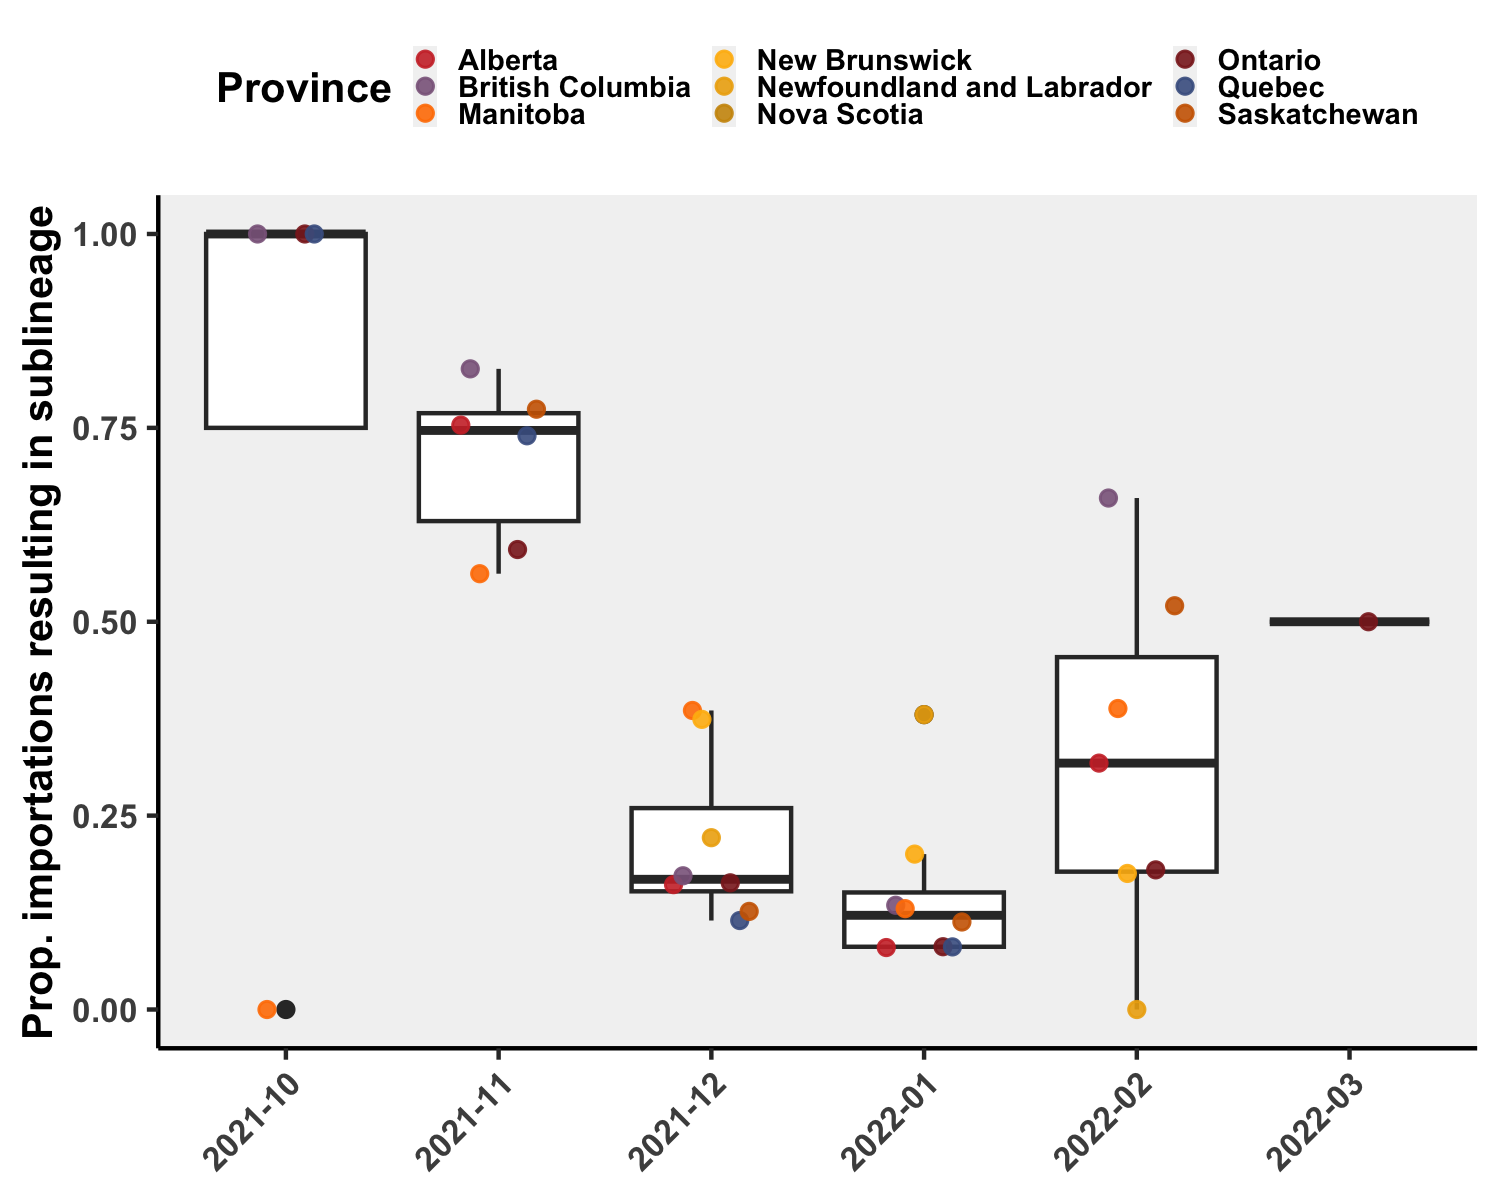 Province
Alberta
British Columbia
Manitoba
New Brunswick
Newfoundland and Labrador
Nova Scotia
Ontario
Quebec
Saskatchewan
Prop. importations resulting in sublineage
1.00
0.75
0.50
0.25
0.00
2021-10
2021-11
2021-12
2022-01
2022-02
2022-03